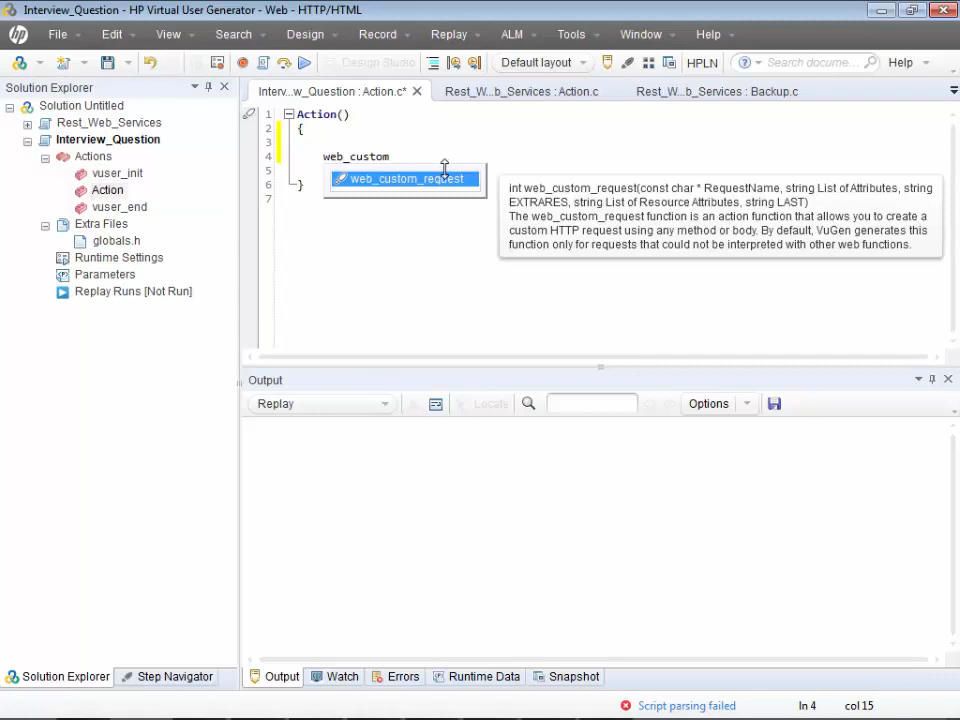 Interview_Question - HP Virtual User Generator - Web - HTTP/HTML
hp File Edit View Search Design Record Replay ALM Tools Window Help
Design Studio Default layout HPLN ? Search docume... Help
Solution Explorer
Interv...w_Question : Action.c* Rest_W...b_Services : Action.c Rest_W...b_Services : Backup.c
Solution Untitled
Rest_Web_Services
Interview_Question
Actions
vuser_init
Action
vuser_end
Extra Files
globals.h
Runtime Settings
Parameters
Replay Runs [Not Run]
1 Action()
2 {
3
4 web_custom
5
6 }
7
web_custom_request
int web_custom_request(const char * RequestName, string List of Attributes, string
EXTRARES, string List of Resource Attributes, string LAST)
The web_custom_request function is an action function that allows you to create a
custom HTTP request using any method or body. By default, VuGen generates this
function only for requests that could not be interpreted with other web functions.
Output
Replay Locate Options
Solution Explorer Step Navigator
Output Watch Errors Runtime Data Snapshot
Script parsing failed ln 4 col 15